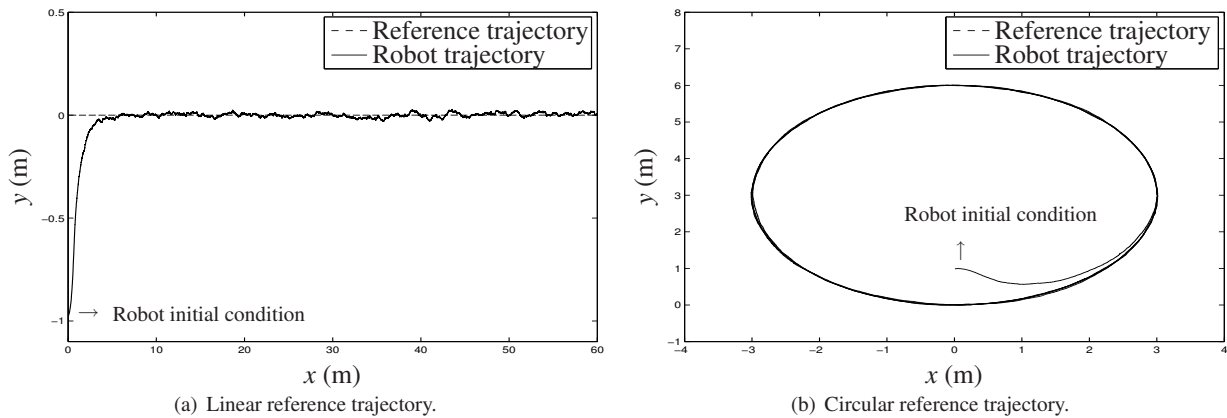 0.5
0
−0.5
−1
0
10
20
30
40
50
60
y (m)
x (m)
Reference trajectory
Robot trajectory
→ Robot initial condition
(a) Linear reference trajectory.
8
7
6
5
4
3
2
1
0
−1
−4
−3
−2
−1
0
1
2
3
4
y (m)
x (m)
Reference trajectory
Robot trajectory
Robot initial condition
↑
(b) Circular reference trajectory.